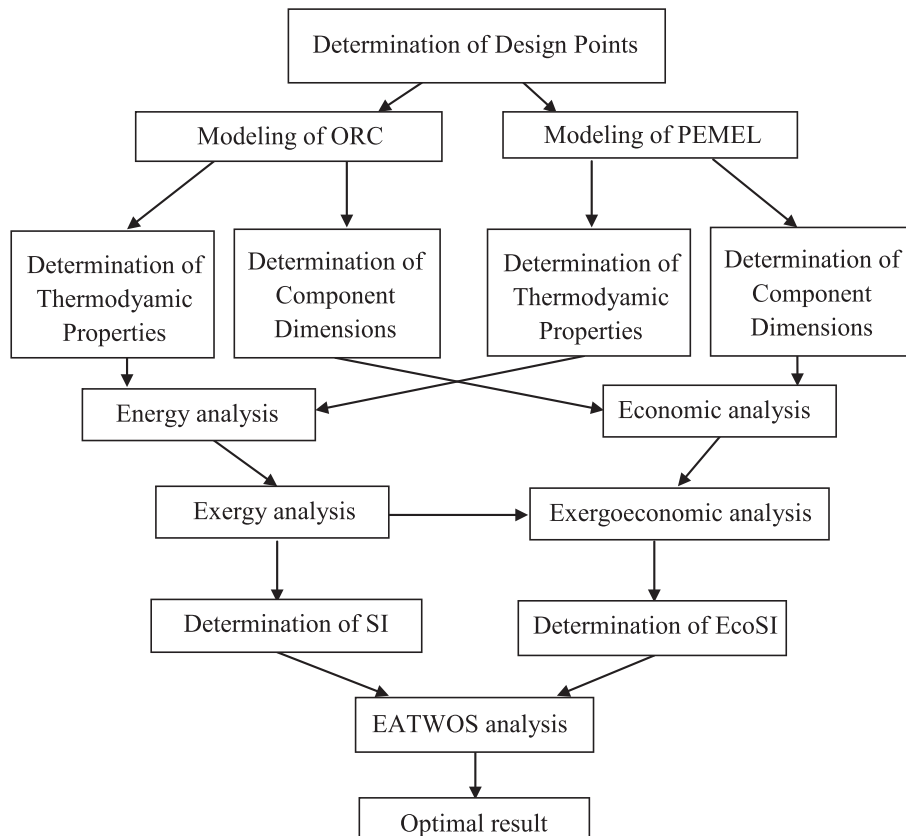 Determination of Design Points
Modeling of ORC
Modeling of PEMEL
Determination of
Thermodyamic
Properties
Determination of
Component
Dimensions
Determination of
Thermodyamic
Properties
Determination of
Component
Dimensions
Energy analysis
Economic analysis
Exergy analysis
Exergoeconomic analysis
Determination of SI
Determination of EcoSI
EATWOS analysis
Optimal result